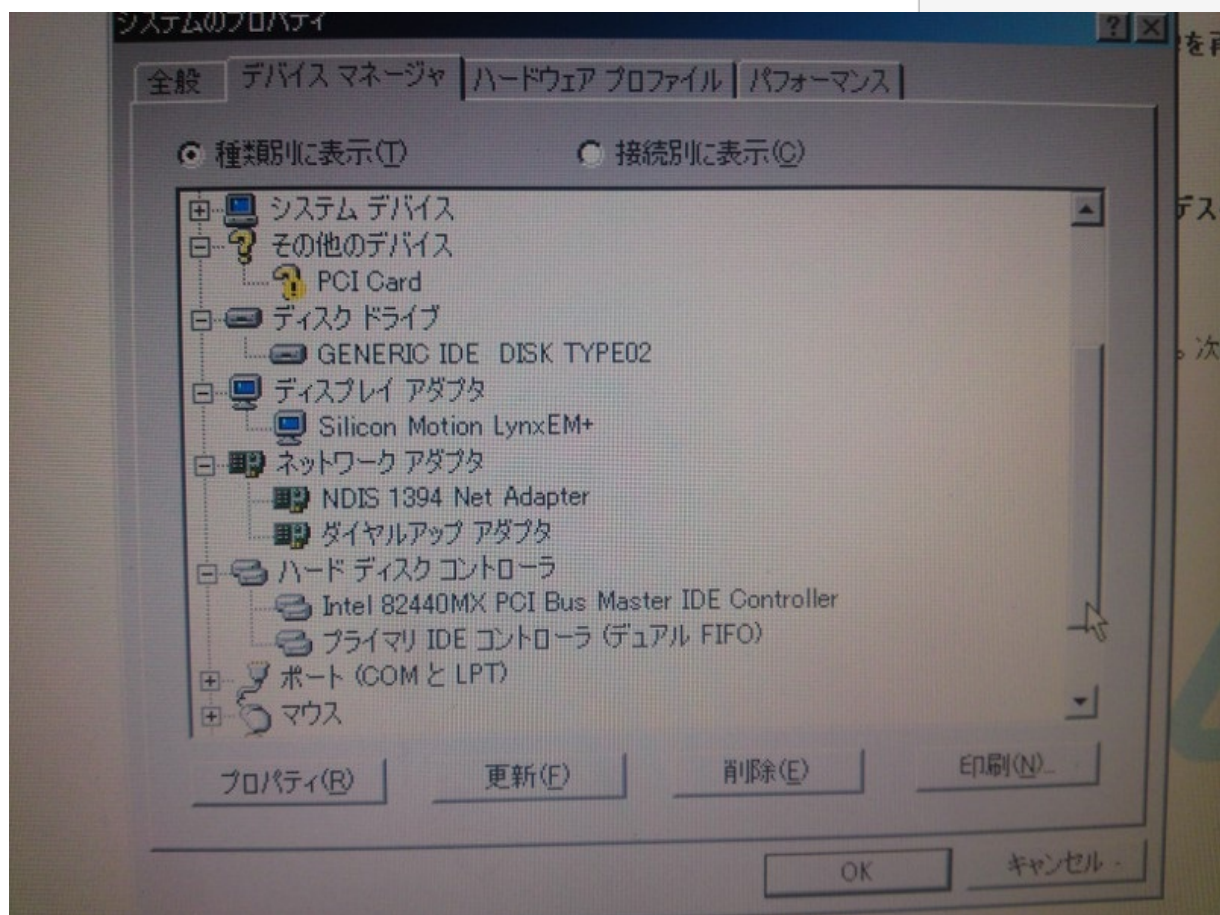 システムのプロパティ
全般 デバイス マネージャ ハードウェア プロファイル パフォーマンス
種類別に表示(T) 接続別に表示(C)
システム デバイス
その他のデバイス
PCI Card
ディスク ドライブ
GENERIC IDE DISK TYPE02
ディスプレイ アダプタ
Silicon Motion LynxEM+
ネットワーク アダプタ
NDIS 1394 Net Adapter
ダイヤルアップ アダプタ
ハード ディスク コントローラ
Intel 82440MX PCI Bus Master IDE Controller
プライマリ IDE コントローラ (デュアル FIFO)
ポート (COM と LPT)
マウス
プロパティ(R) 更新(F) 削除(E) 印刷(N)...
OK キャンセル
を
デス
。次